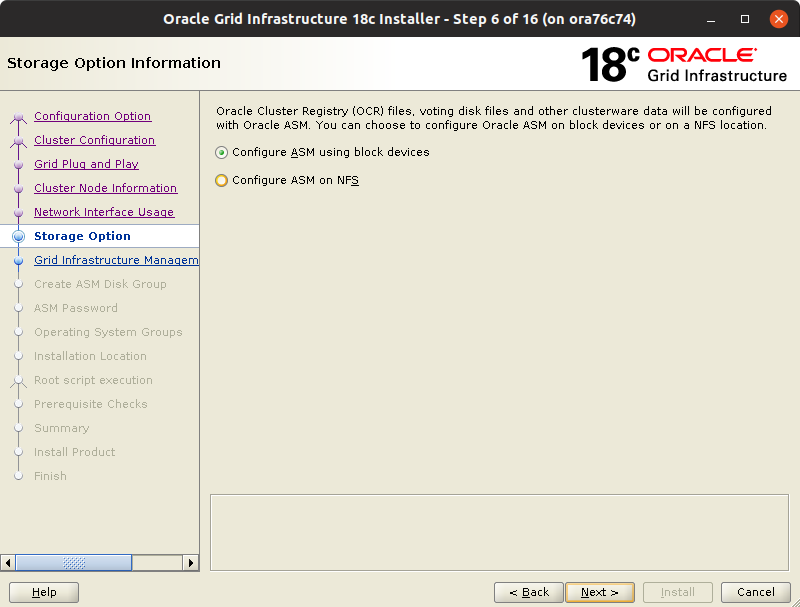 Oracle Grid Infrastructure 18c Installer - Step 6 of 16 (on ora76c74)
Storage Option Information
18c ORACLE
Grid Infrastructure
Configuration Option
Cluster Configuration
Grid Plug and Play
Cluster Node Information
Network Interface Usage
Storage Option
Grid Infrastructure Managem
Create ASM Disk Group
ASM Password
Operating System Groups
Installation Location
Root script execution
Prerequisite Checks
Summary
Install Product
Finish
Oracle Cluster Registry (OCR) files, voting disk files and other clusterware data will be configured
with Oracle ASM. You can choose to configure Oracle ASM on block devices or on a NFS location.
Configure ASM using block devices
Configure ASM on NFS
Help
< Back
Next >
Install
Cancel